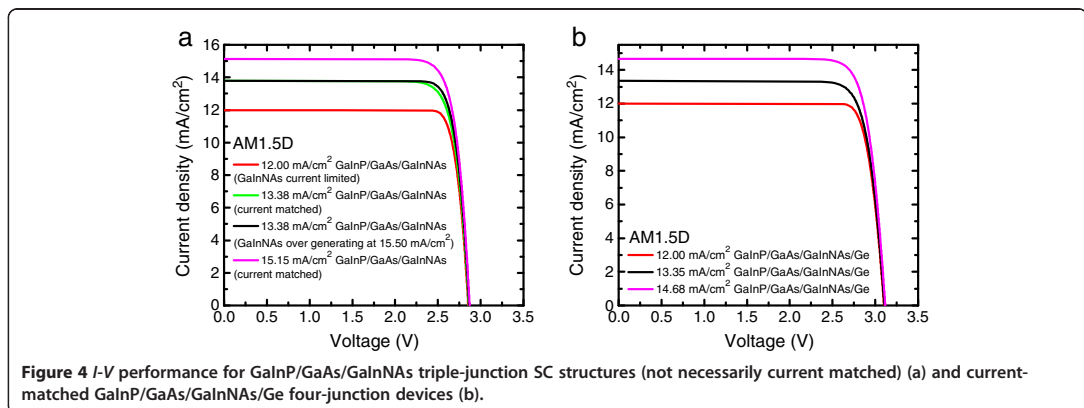 a
16
14
12
10
8
6
4
2
0
Current density (mA/cm²)
AM1.5D
12.00 mA/cm² GaInP/GaAs/GaInNAs
(GaInNAs current limited)
13.38 mA/cm² GaInP/GaAs/GaInNAs
(current matched)
13.38 mA/cm² GaInP/GaAs/GaInNAs
(GaInNAs over generating at 15.50 mA/cm²)
15.15 mA/cm² GaInP/GaAs/GaInNAs
(current matched)
0.0 0.5 1.0 1.5 2.0 2.5 3.0 3.5
Voltage (V)
b
14
12
10
8
6
4
2
0
Current density (mA/cm²)
AM1.5D
12.00 mA/cm² GaInP/GaAs/GaInNAs/Ge
13.35 mA/cm² GaInP/GaAs/GaInNAs/Ge
14.68 mA/cm² GaInP/GaAs/GaInNAs/Ge
0.0 0.5 1.0 1.5 2.0 2.5 3.0 3.5
Voltage (V)
Figure 4 I-V performance for GaInP/GaAs/GaInNAs triple-junction SC structures (not necessarily current matched) (a) and current-
matched GaInP/GaAs/GaInNAs/Ge four-junction devices (b).